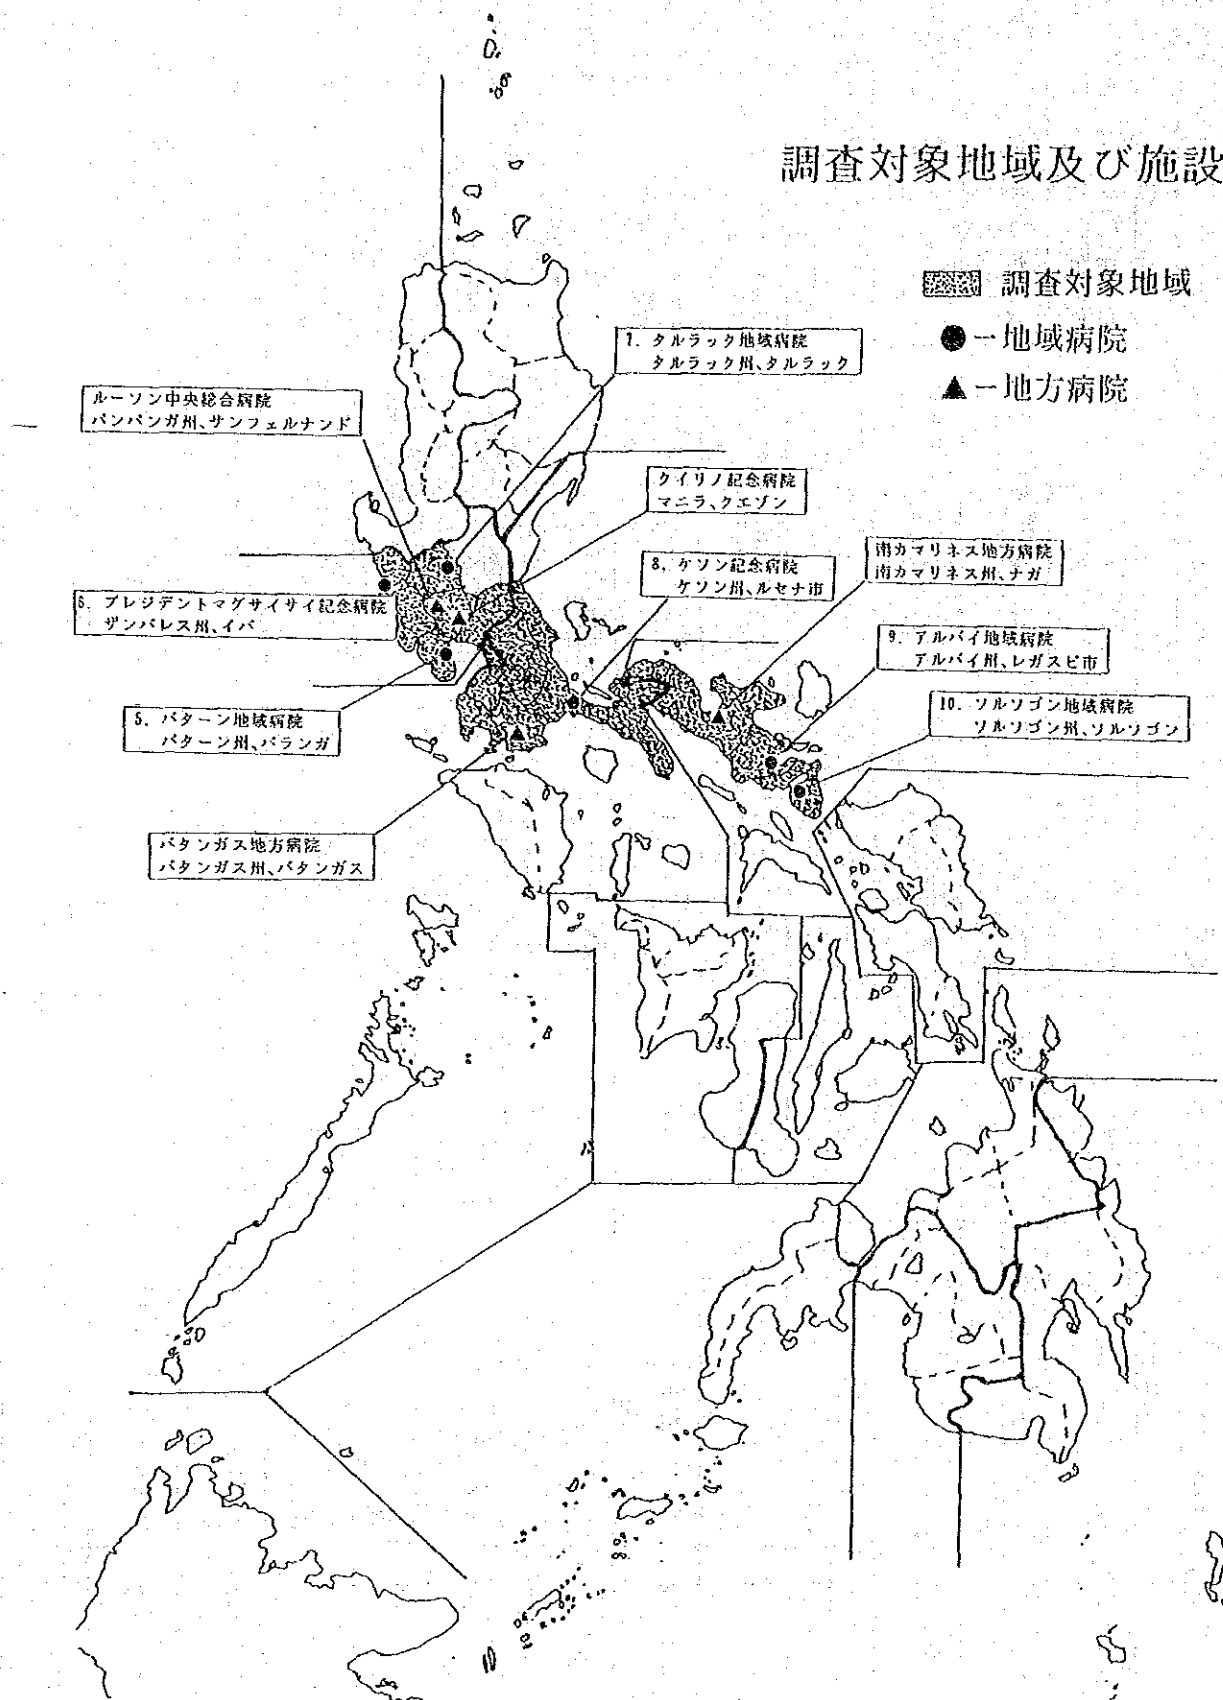 調査対象地域及び施設
調査対象地域
●－地域病院
▲－地方病院
7. タルラック地域病院
タルラック州、タルラック
ルーソン中央総合病院
パンパンガ州、サンフェルナンド
クイリノ記念病院
マニラ、クエゾン
8. ケソン記念病院
ケソン州、ルセナ市
南カマリネス地方病院
南カマリネス州、ナガ
6. プレジデントマグサイサイ記念病院
ザンバレス州、イバ
9. アルバイ地域病院
アルバイ州、レガスピ市
10. ソルソゴン地域病院
ソルソゴン州、ソルソゴン
5. バターン地域病院
バターン州、バランガ
バタンガス地方病院
バタンガス州、バタンガス